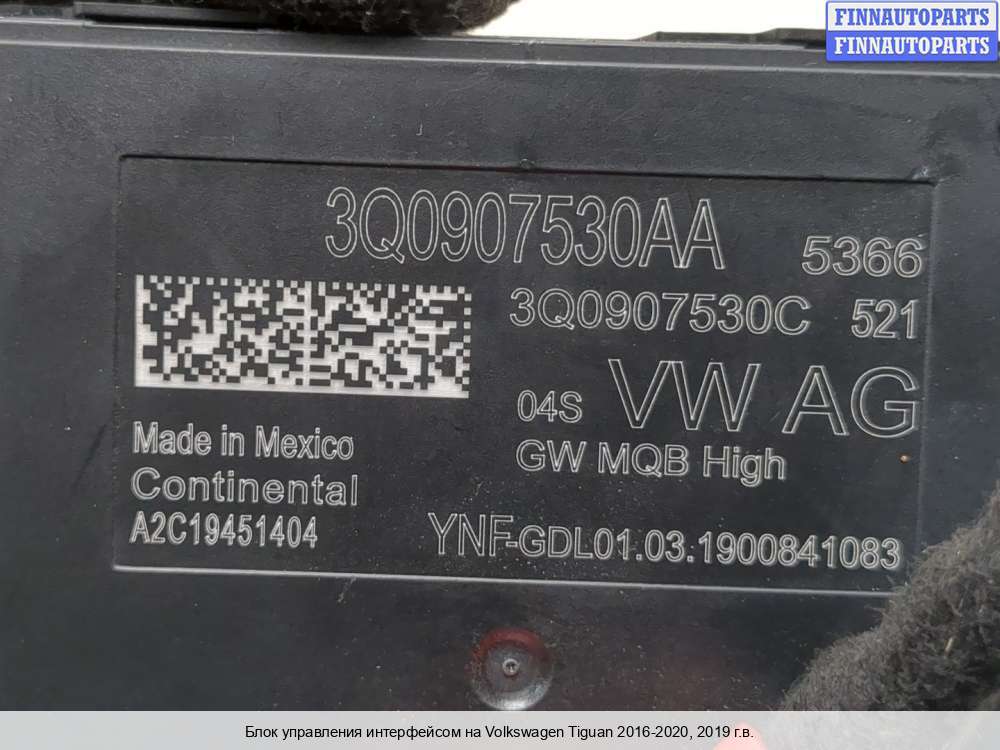 FINNAUTOPARTS
FINNAUTOPARTS
3Q0907530AA 5366
3Q0907530C 521
04S VW AG
GW MQB High
Made in Mexico
Continental
A2C19451404
YNF-GDL01.03.1900841083
Блок управления интерфейсом на Volkswagen Tiguan 2016-2020, 2019 г.в.